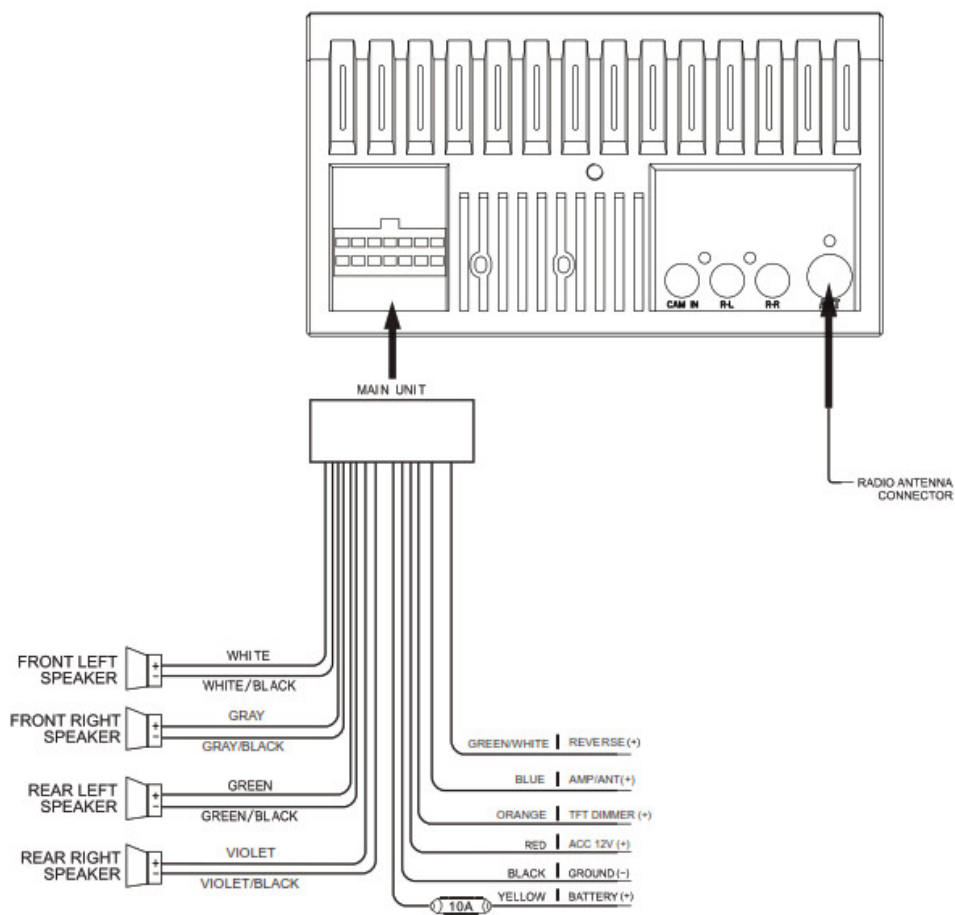 CAM IN R-L R-R
MAIN UNIT
RADIO ANTENNA
CONNECTOR
FRONT LEFT
SPEAKER
+
−
WHITE
WHITE/BLACK
FRONT RIGHT
SPEAKER
+
−
GRAY
GRAY/BLACK
REAR LEFT
SPEAKER
+
−
GREEN
GREEN/BLACK
REAR RIGHT
SPEAKER
+
−
VIOLET
VIOLET/BLACK
GREEN/WHITE | REVERSE (+)
BLUE | AMP/ANT(+)
ORANGE | TFT DIMMER (+)
RED | ACC 12V (+)
BLACK | GROUND (−)
10A YELLOW | BATTERY (+)